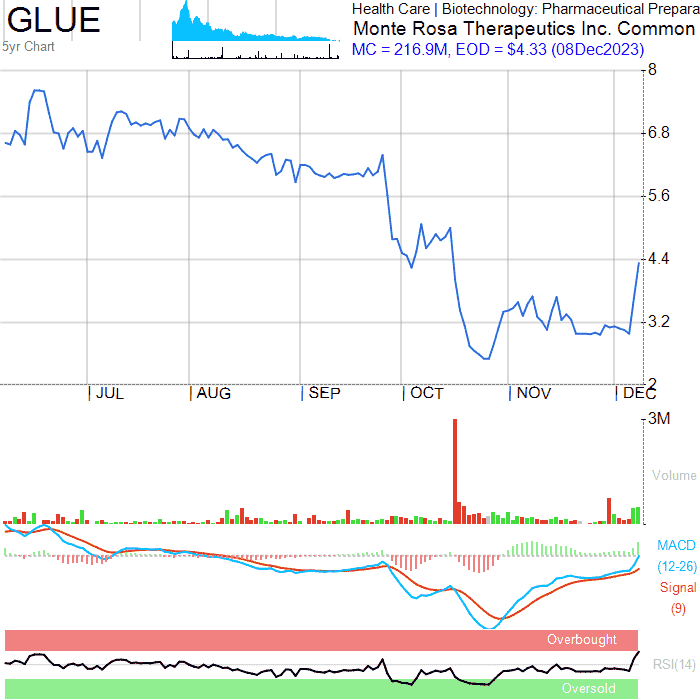 GLUE
5yr Chart
Health Care | Biotechnology: Pharmaceutical Prepara
Monte Rosa Therapeutics Inc. Common
MC = 216.9M, EOD = $4.33 (08Dec2023)
8
6.8
5.6
4.4
3.2
2
JUL
AUG
SEP
OCT
NOV
DEC
3M
Volume
MACD
(12-26)
Signal
(9)
Overbought
RSI(14)
Oversold